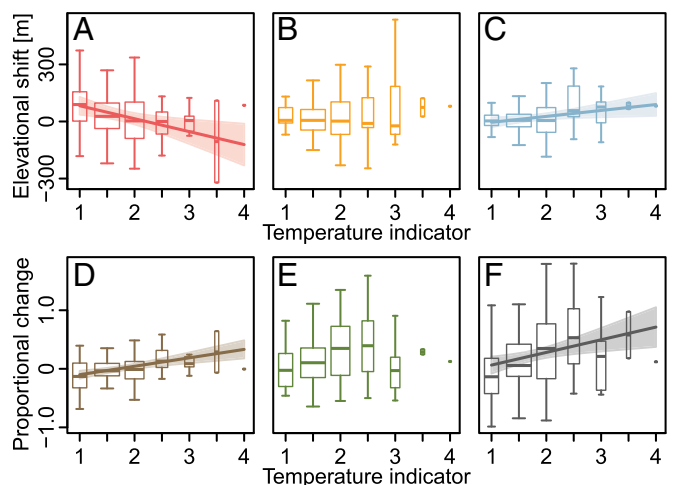 A
B
C
Elevational shift [m]
300
0
−300
1 2 3 4
1 2 3 4
1 2 3 4
Temperature indicator
D
E
F
Proportional change
1.0
0
−1.0
1 2 3 4
1 2 3 4
1 2 3 4
Temperature indicator